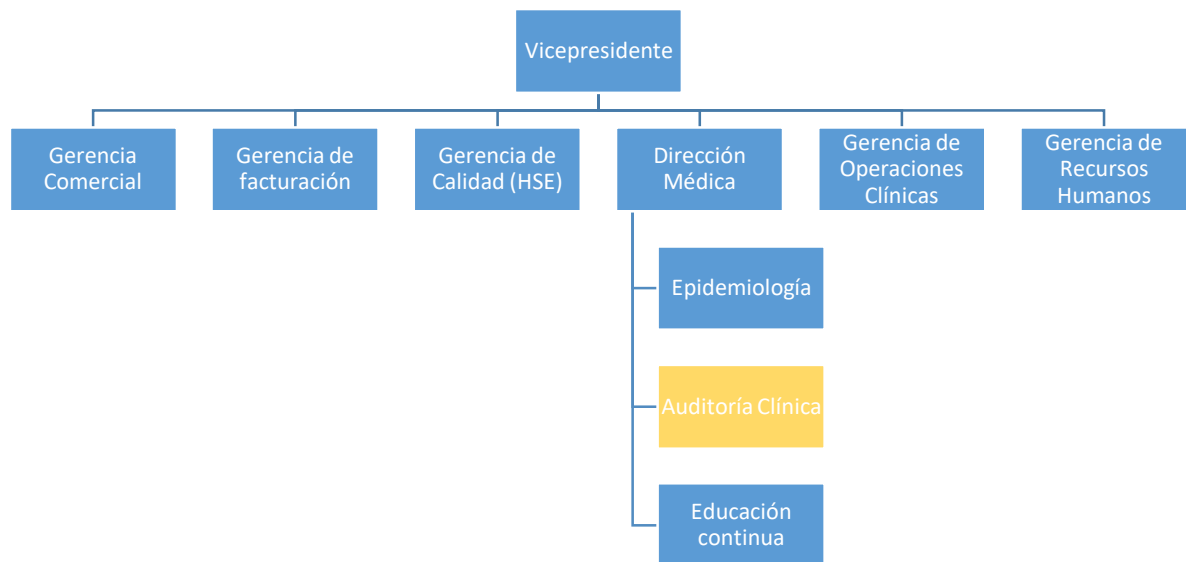 Vicepresidente
Gerencia
Comercial
Gerencia de
facturación
Gerencia de
Calidad (HSE)
Dirección
Médica
Gerencia de
Operaciones
Clínicas
Gerencia de
Recursos
Humanos
Epidemiología
Auditoría Clínica
Educación
continua